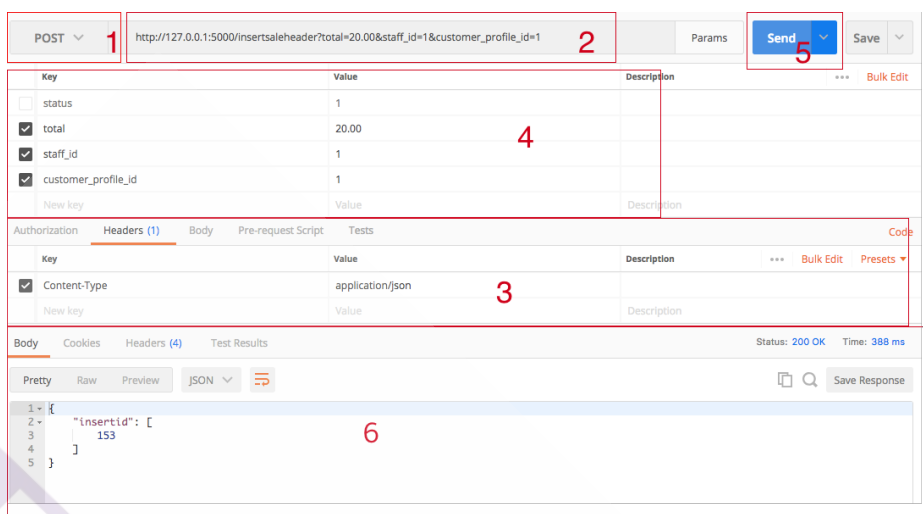 POST 1 http://127.0.0.1:5000/insertsaleheader?total=20.00&staff_id=1&customer_profile_id=1 2 Params Send 5 Save
Key Value Description ••• Bulk Edit
status 1
total 20.00 4
staff_id 1
customer_profile_id 1
New key Value Description
Authorization Headers (1) Body Pre-request Script Tests Code
Key Value Description ••• Bulk Edit Presets
Content-Type application/json 3
New key Value Description
Body Cookies Headers (4) Test Results Status: 200 OK Time: 388 ms
Pretty Raw Preview JSON Save Response
1 {
2 "insertid": [
3 153 6
4 ]
5 }